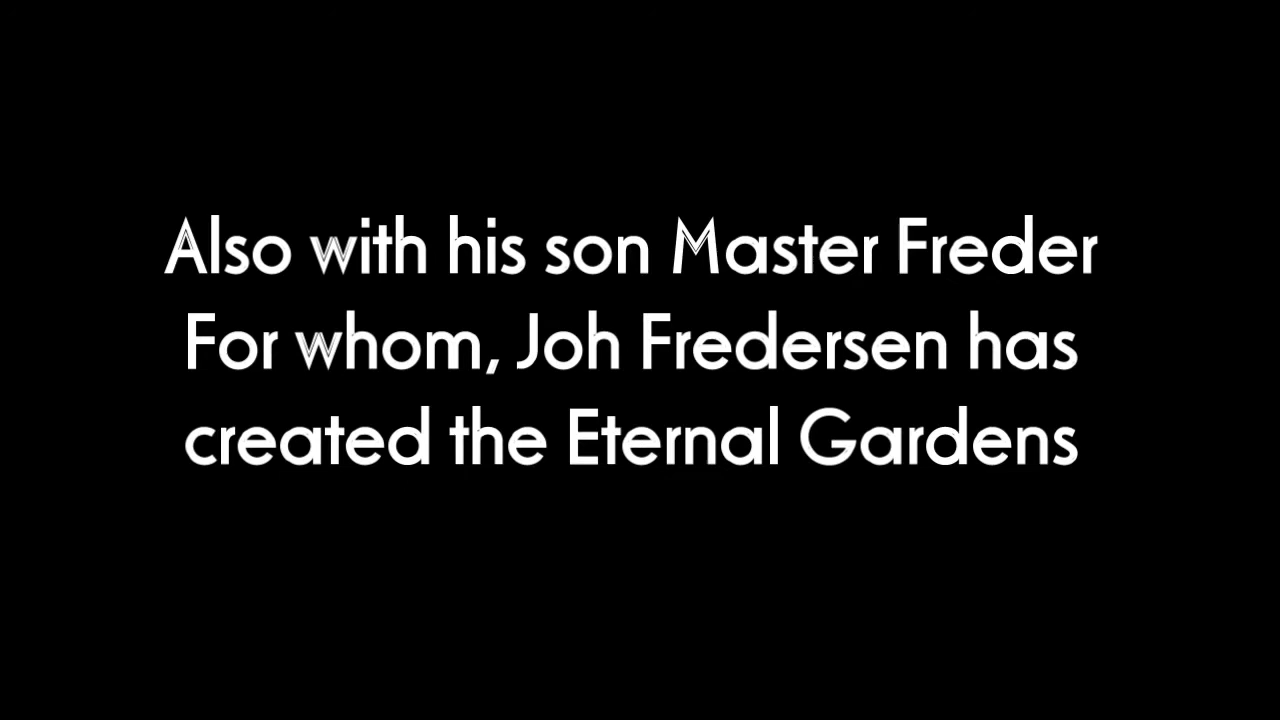 Also with his son Master Freder
For whom, Joh Fredersen has
created the Eternal Gardens